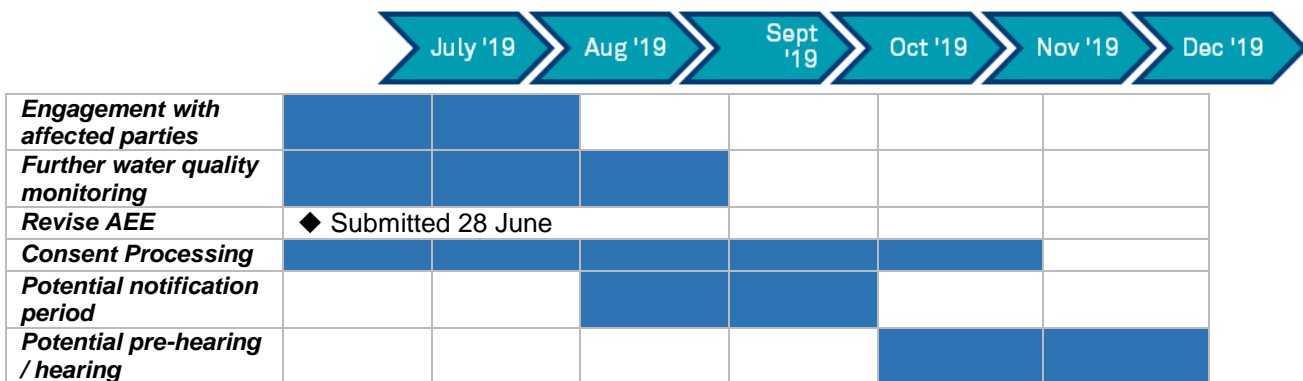 July '19 Aug '19 Sept '19 Oct '19 Nov '19 Dec '19
Engagement with
affected parties
Further water quality
monitoring
Revise AEE ◆ Submitted 28 June
Consent Processing
Potential notification
period
Potential pre-hearing
/ hearing